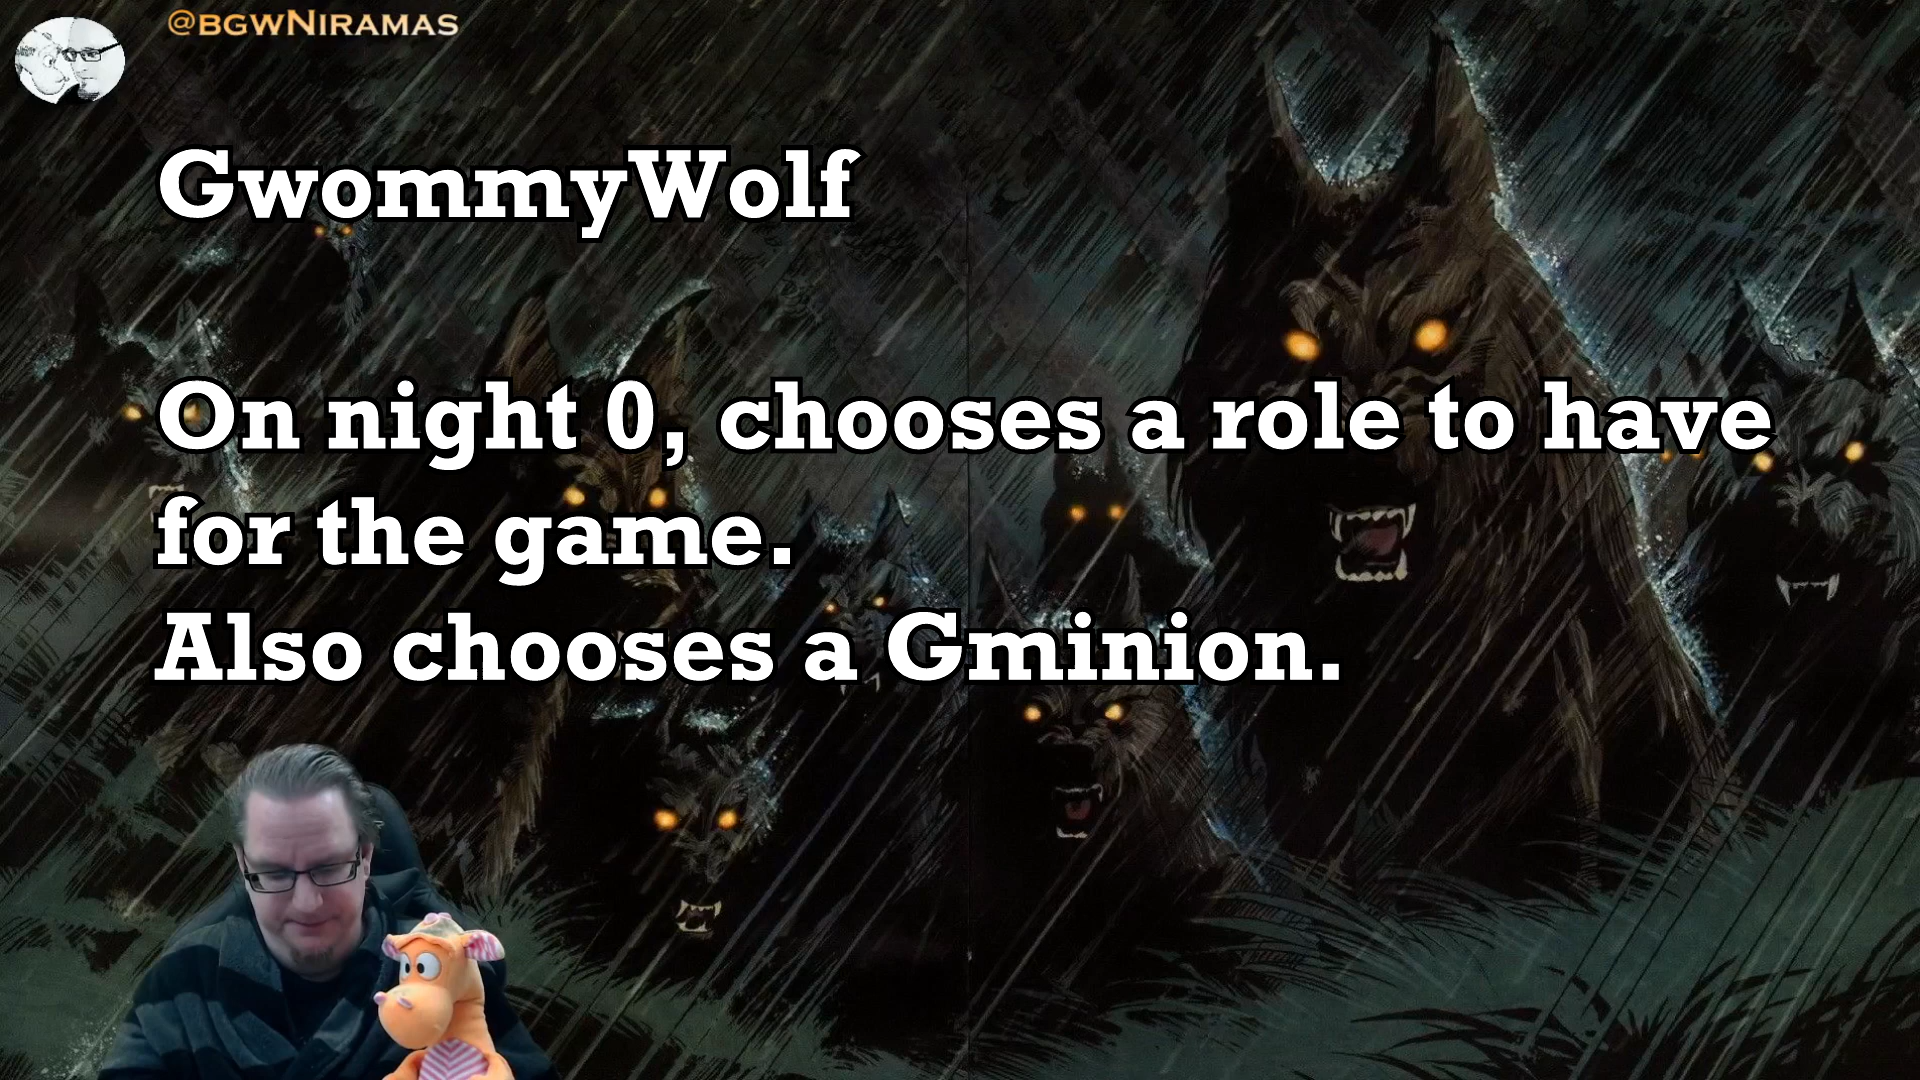 @BGWNIRAMAS
GwommyWolf
On night 0, chooses a role to have
for the game.
Also chooses a Gminion.